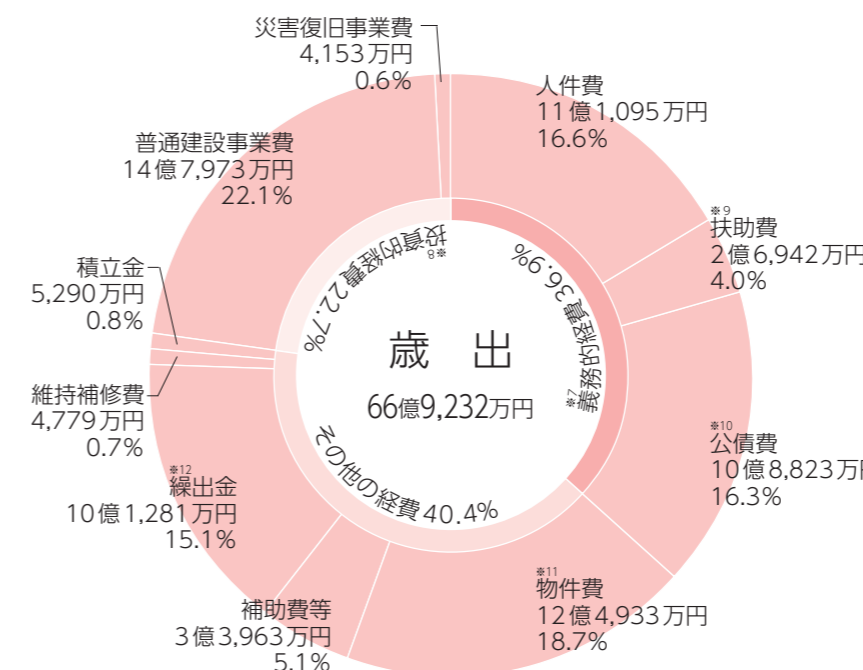 災害復旧事業費
4,153万円
0.6%
人件費
11億1,095万円
16.6%
※9
扶助費
2億6,942万円
4.0%
※10
公債費
10億8,823万円
16.3%
※11
物件費
12億4,933万円
18.7%
補助費等
3億3,963万円
5.1%
※12
繰出金
10億1,281万円
15.1%
維持補修費
4,779万円
0.7%
積立金
5,290万円
0.8%
普通建設事業費
14億7,973万円
22.1%
※8投資的経費22.7%
※7義務的経費36.9%
その他の経費40.4%
歳 出
66億9,232万円